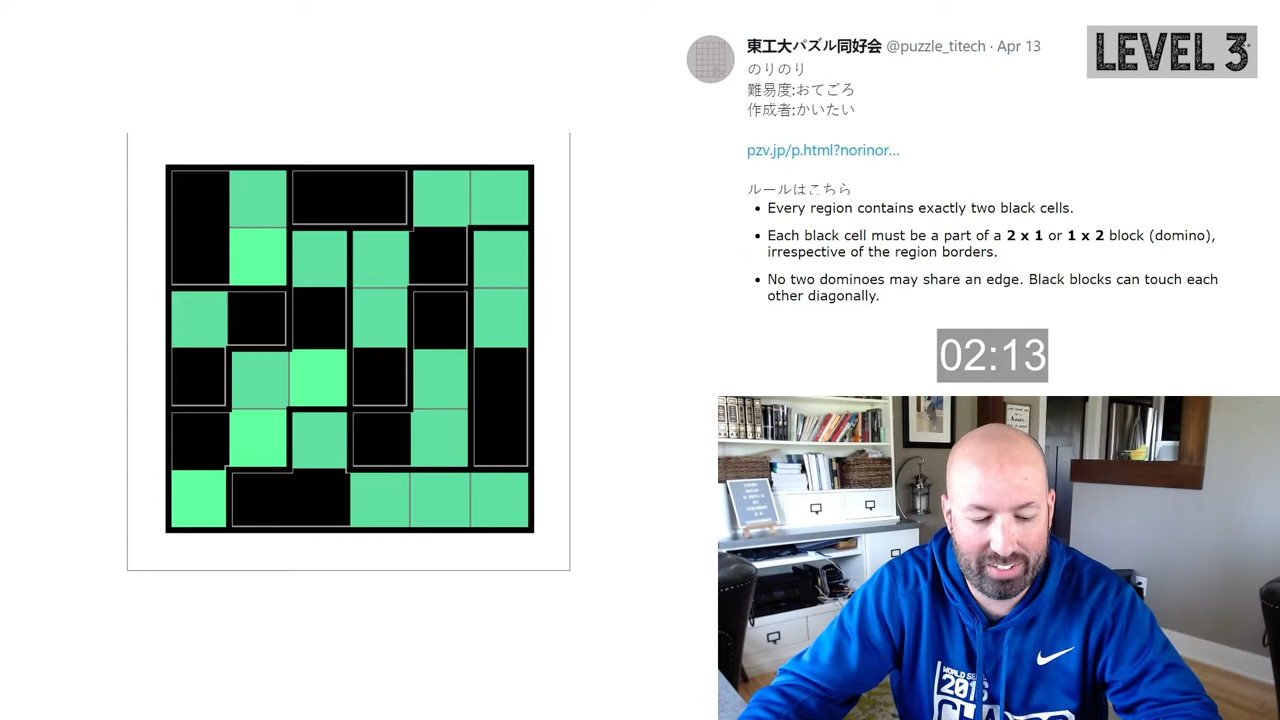 東工大パズル同好会 @puzzle_titech · Apr 13
のりのり
難易度:おてごろ
作成者:かいたい
pzv.jp/p.html?norinor...
ルールはこちら
Every region contains exactly two black cells.
Each black cell must be a part of a 2 x 1 or 1 x 2 block (domino),
irrespective of the region borders.
No two dominoes may share an edge. Black blocks can touch each
other diagonally.
LEVEL 3
02:13
WORLD SERIES
2016